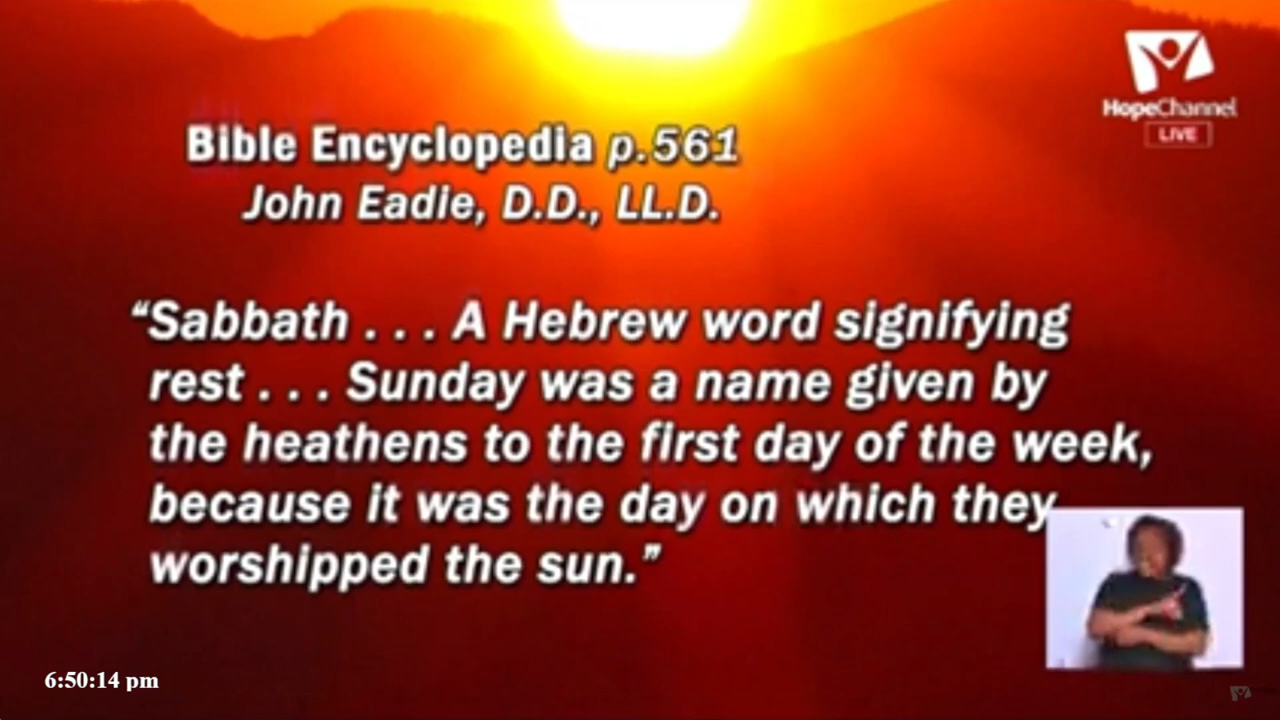 HopeChannel
LIVE
Bible Encyclopedia p.561
John Eadie, D.D., LL.D.
“Sabbath . . . A Hebrew word signifying
rest . . . Sunday was a name given by
the heathens to the first day of the week,
because it was the day on which they
worshipped the sun.”
6:50:14 pm